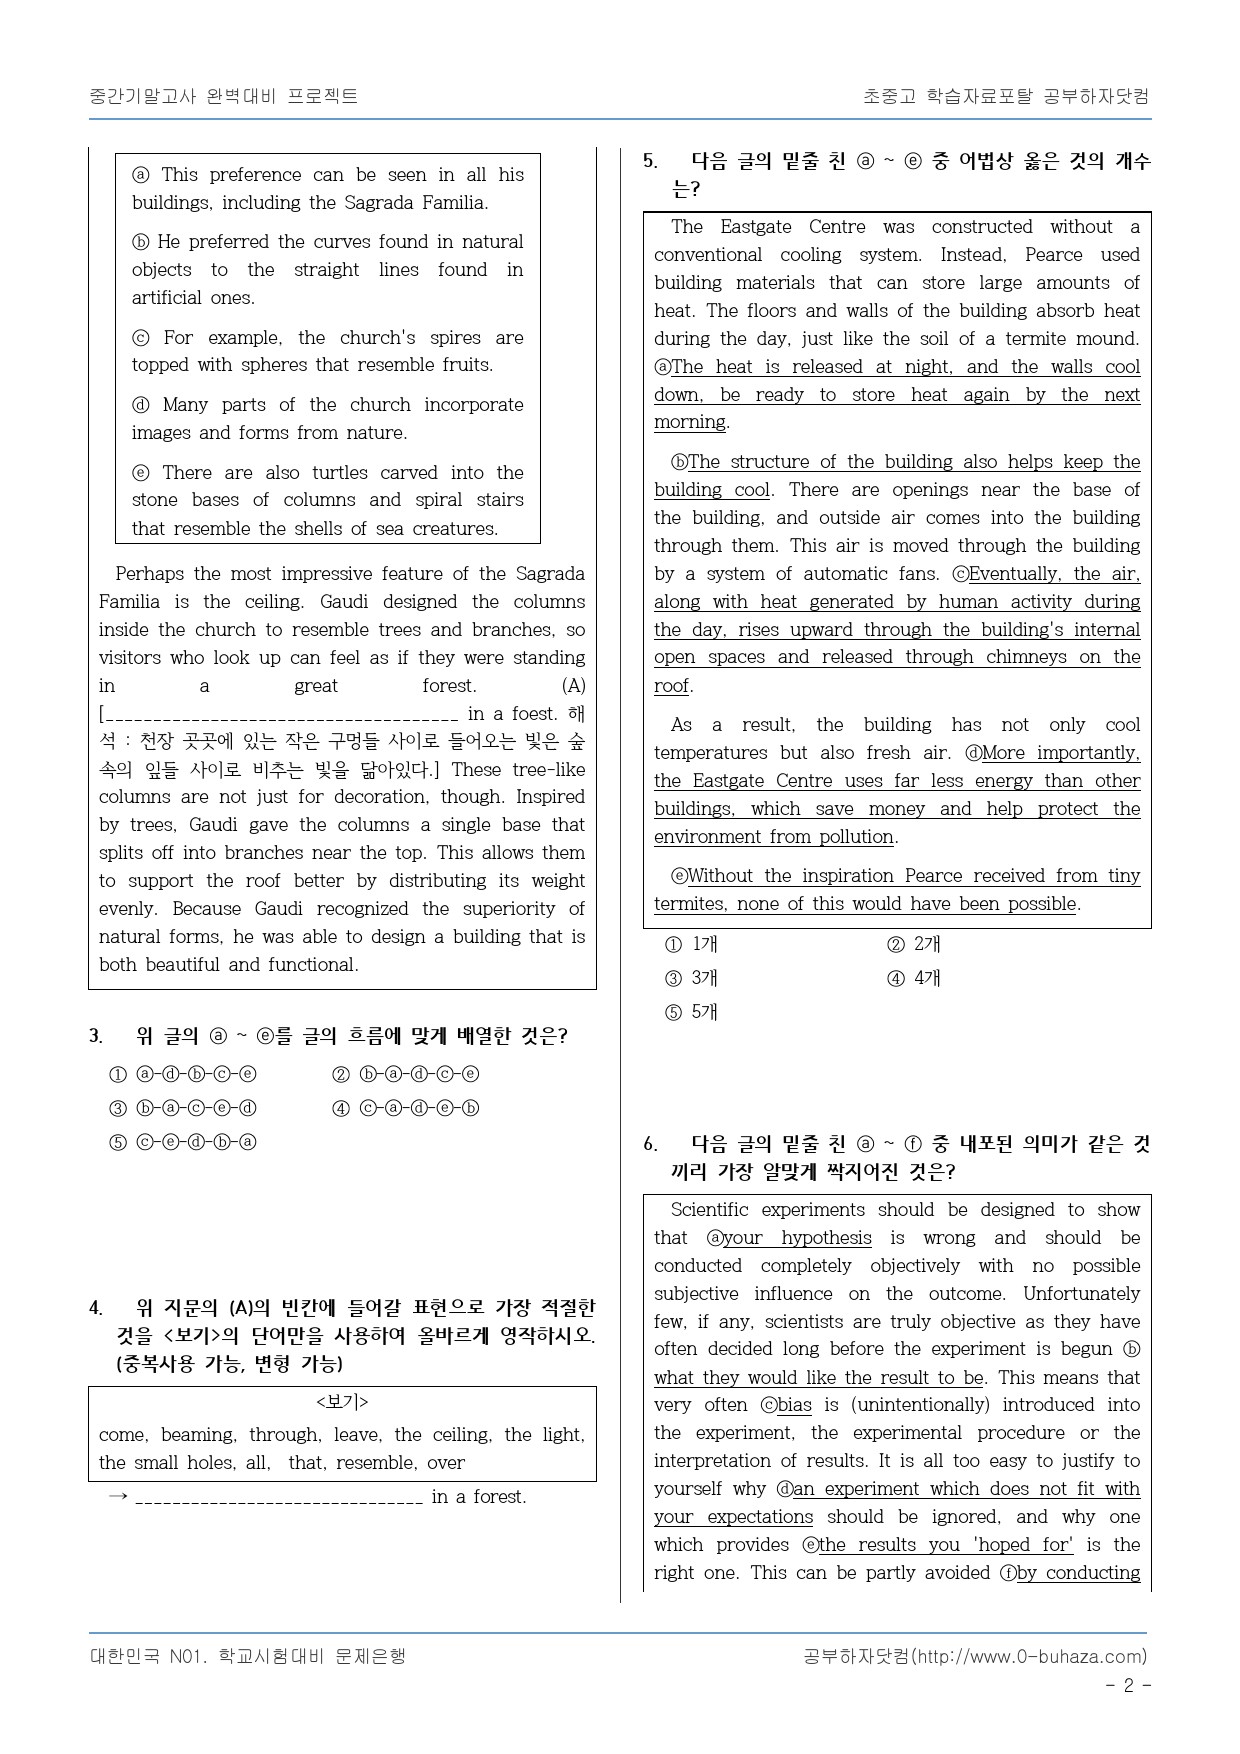 중간기말고사 완벽대비 프로젝트
초중고 학습자료포탈 공부하자닷컴
ⓐ This preference can be seen in all his
buildings, including the Sagrada Familia.
ⓑ He preferred the curves found in natural
objects to the straight lines found in
artificial ones.
ⓒ For example, the church's spires are
topped with spheres that resemble fruits.
ⓓ Many parts of the church incorporate
images and forms from nature.
ⓔ There are also turtles carved into the
stone bases of columns and spiral stairs
that resemble the shells of sea creatures.
Perhaps the most impressive feature of the Sagrada
Familia is the ceiling. Gaudi designed the columns
inside the church to resemble trees and branches, so
visitors who look up can feel as if they were standing
in a great forest. (A)
[_____________________________________ in a foest. 해
석 : 천장 곳곳에 있는 작은 구멍들 사이로 들어오는 빛은 숲
속의 잎들 사이로 비추는 빛을 닮아있다.] These tree-like
columns are not just for decoration, though. Inspired
by trees, Gaudi gave the columns a single base that
splits off into branches near the top. This allows them
to support the roof better by distributing its weight
evenly. Because Gaudi recognized the superiority of
natural forms, he was able to design a building that is
both beautiful and functional.
3. 위 글의 ⓐ ~ ⓔ를 글의 흐름에 맞게 배열한 것은?
① ⓐ-ⓓ-ⓑ-ⓒ-ⓔ ② ⓑ-ⓐ-ⓓ-ⓒ-ⓔ
③ ⓑ-ⓐ-ⓒ-ⓔ-ⓓ ④ ⓒ-ⓐ-ⓓ-ⓔ-ⓑ
⑤ ⓒ-ⓔ-ⓓ-ⓑ-ⓐ
4. 위 지문의 (A)의 빈칸에 들어갈 표현으로 가장 적절한
것을 <보기>의 단어만을 사용하여 올바르게 영작하시오.
(중복사용 가능, 변형 가능)
<보기>
come, beaming, through, leave, the ceiling, the light,
the small holes, all, that, resemble, over
→ ______________________________ in a forest.
5. 다음 글의 밑줄 친 ⓐ ~ ⓔ 중 어법상 옳은 것의 개수
는?
The Eastgate Centre was constructed without a
conventional cooling system. Instead, Pearce used
building materials that can store large amounts of
heat. The floors and walls of the building absorb heat
during the day, just like the soil of a termite mound.
ⓐThe heat is released at night, and the walls cool
down, be ready to store heat again by the next
morning.
ⓑThe structure of the building also helps keep the
building cool. There are openings near the base of
the building, and outside air comes into the building
through them. This air is moved through the building
by a system of automatic fans. ⓒEventually, the air,
along with heat generated by human activity during
the day, rises upward through the building's internal
open spaces and released through chimneys on the
roof.
As a result, the building has not only cool
temperatures but also fresh air. ⓓMore importantly,
the Eastgate Centre uses far less energy than other
buildings, which save money and help protect the
environment from pollution.
ⓔWithout the inspiration Pearce received from tiny
termites, none of this would have been possible.
① 1개 ② 2개
③ 3개 ④ 4개
⑤ 5개
6. 다음 글의 밑줄 친 ⓐ ~ ⓕ 중 내포된 의미가 같은 것
끼리 가장 알맞게 짝지어진 것은?
Scientific experiments should be designed to show
that ⓐyour hypothesis is wrong and should be
conducted completely objectively with no possible
subjective influence on the outcome. Unfortunately
few, if any, scientists are truly objective as they have
often decided long before the experiment is begun ⓑ
what they would like the result to be. This means that
very often ⓒbias is (unintentionally) introduced into
the experiment, the experimental procedure or the
interpretation of results. It is all too easy to justify to
yourself why ⓓan experiment which does not fit with
your expectations should be ignored, and why one
which provides ⓔthe results you 'hoped for' is the
right one. This can be partly avoided ⓕby conducting
대한민국 N01. 학교시험대비 문제은행
공부하자닷컴(http://www.0-buhaza.com)
- 2 -